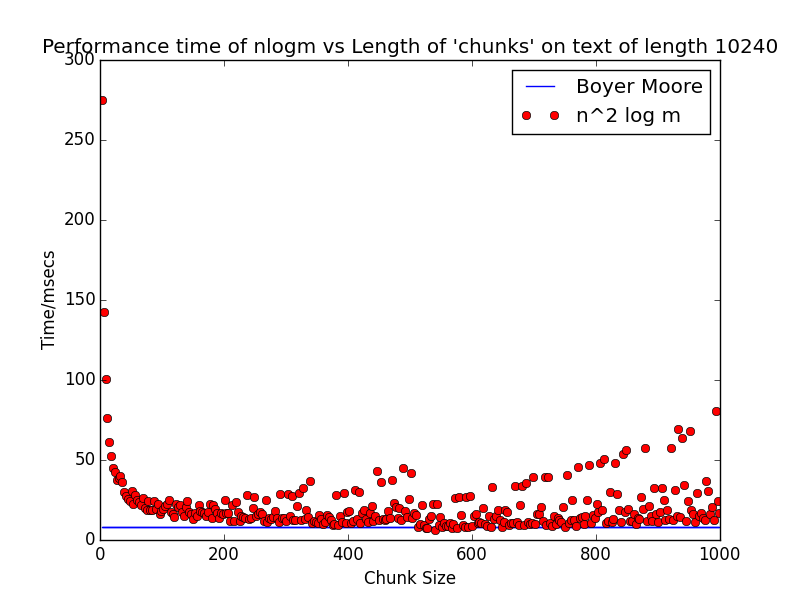 Performance time of nlogm vs Length of 'chunks' on text of length 10240
300
250
200
150
100
50
0
Time/msecs
Boyer Moore
n^2 log m
0 200 400 600 800 1000
Chunk Size